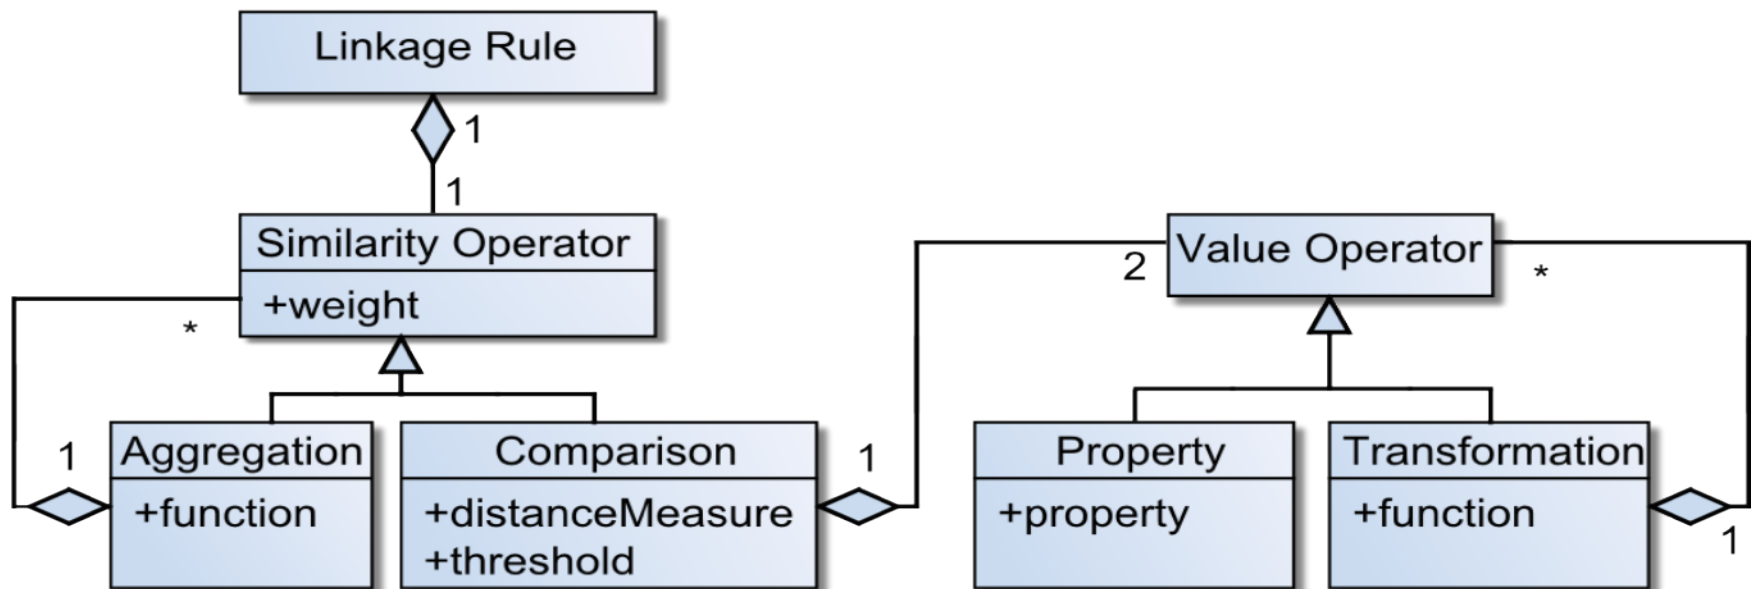 Linkage Rule
1
1
Similarity Operator
+weight
*
2
Value Operator
*
1
Aggregation
+function
Comparison
+distanceMeasure
+threshold
1
Property
+property
Transformation
+function
1